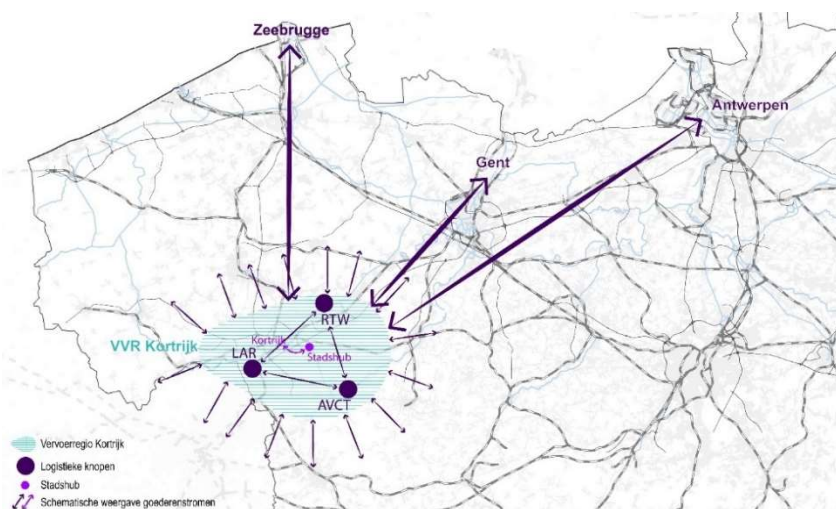 Zeebrugge
Antwerpen
Gent
RTW
VVR Kortrijk
Kortrijk
Stadshub
LAR
AVCT
Vervoerregio Kortrijk
Logistieke knopen
Stadshub
Schematische weergave goederenstromen